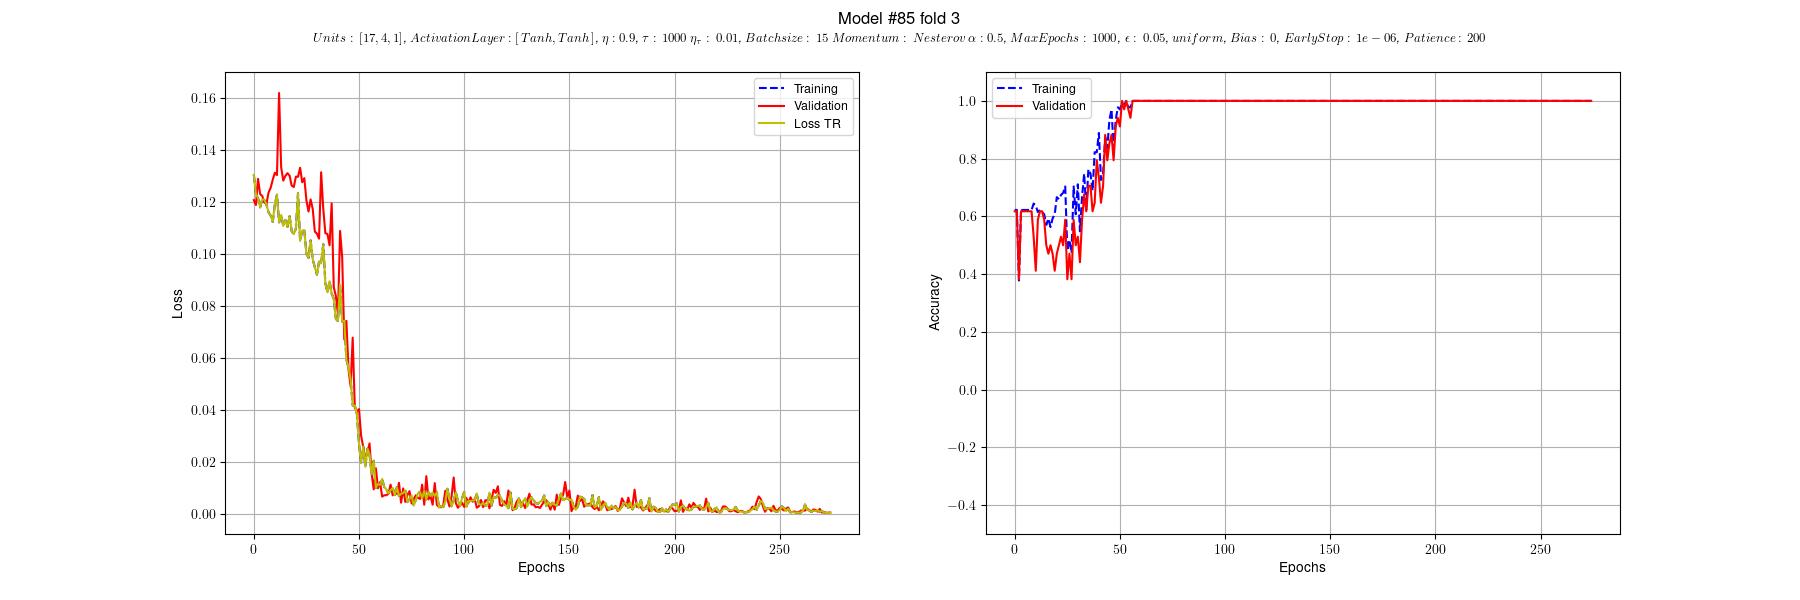 Model #85 fold 3
Units : [17, 4, 1], ActivationLayer : [Tanh, Tanh], η : 0.9, τ : 1000 ητ : 0.01, Batchsize : 15 Momentum : Nesterov α : 0.5, MaxEpochs : 1000, ϵ : 0.05, uniform, Bias : 0, EarlyStop : 1e − 06, Patience : 200
Training
Validation
Loss TR
0.16
0.14
0.12
0.10
0.08
0.06
0.04
0.02
0.00
Loss
0 50 100 150 200 250
Epochs
Training
Validation
1.0
0.8
0.6
0.4
0.2
0.0
−0.2
−0.4
Accuracy
0 50 100 150 200 250
Epochs